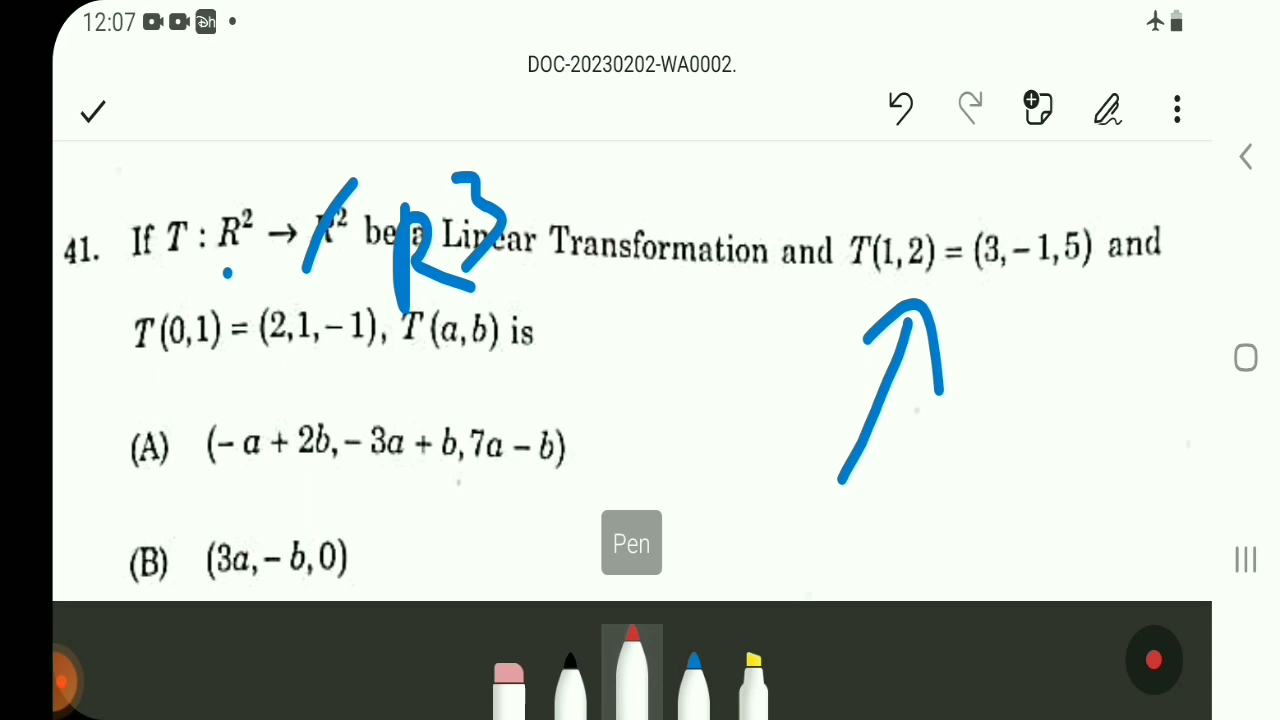 12:07
DOC-20230202-WA0002.
41. If T : R² → R² be a Linear Transformation and T(1,2) = (3,−1,5) and
R³
T(0,1) = (2,1,−1), T(a,b) is
(A) (− a + 2b, − 3a + b, 7a − b)
(B) (3a, − b, 0)
Pen